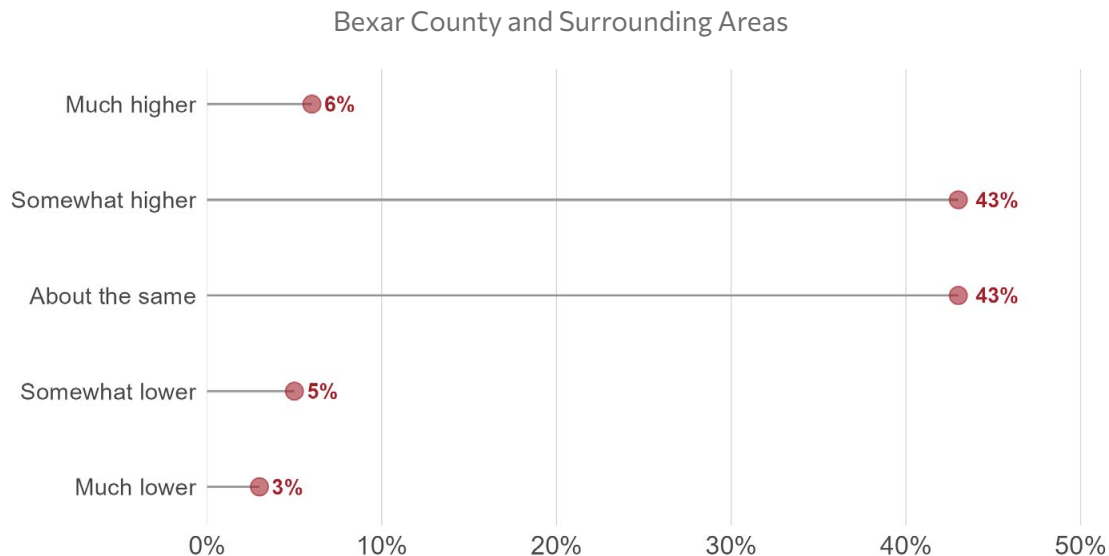 Bexar County and Surrounding Areas
Much higher 6%
Somewhat higher 43%
About the same 43%
Somewhat lower 5%
Much lower 3%
0% 10% 20% 30% 40% 50%